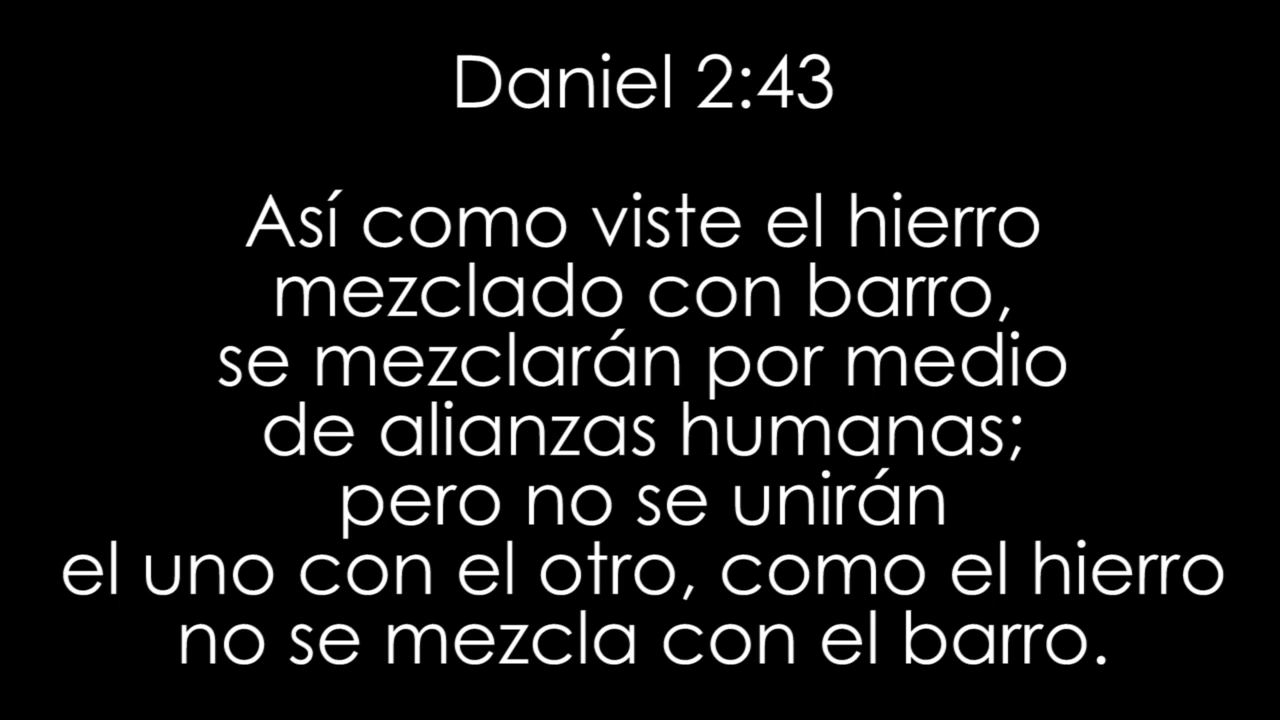 Daniel 2:43
Así como viste el hierro
mezclado con barro,
se mezclarán por medio
de alianzas humanas;
pero no se unirán
el uno con el otro, como el hierro
no se mezcla con el barro.